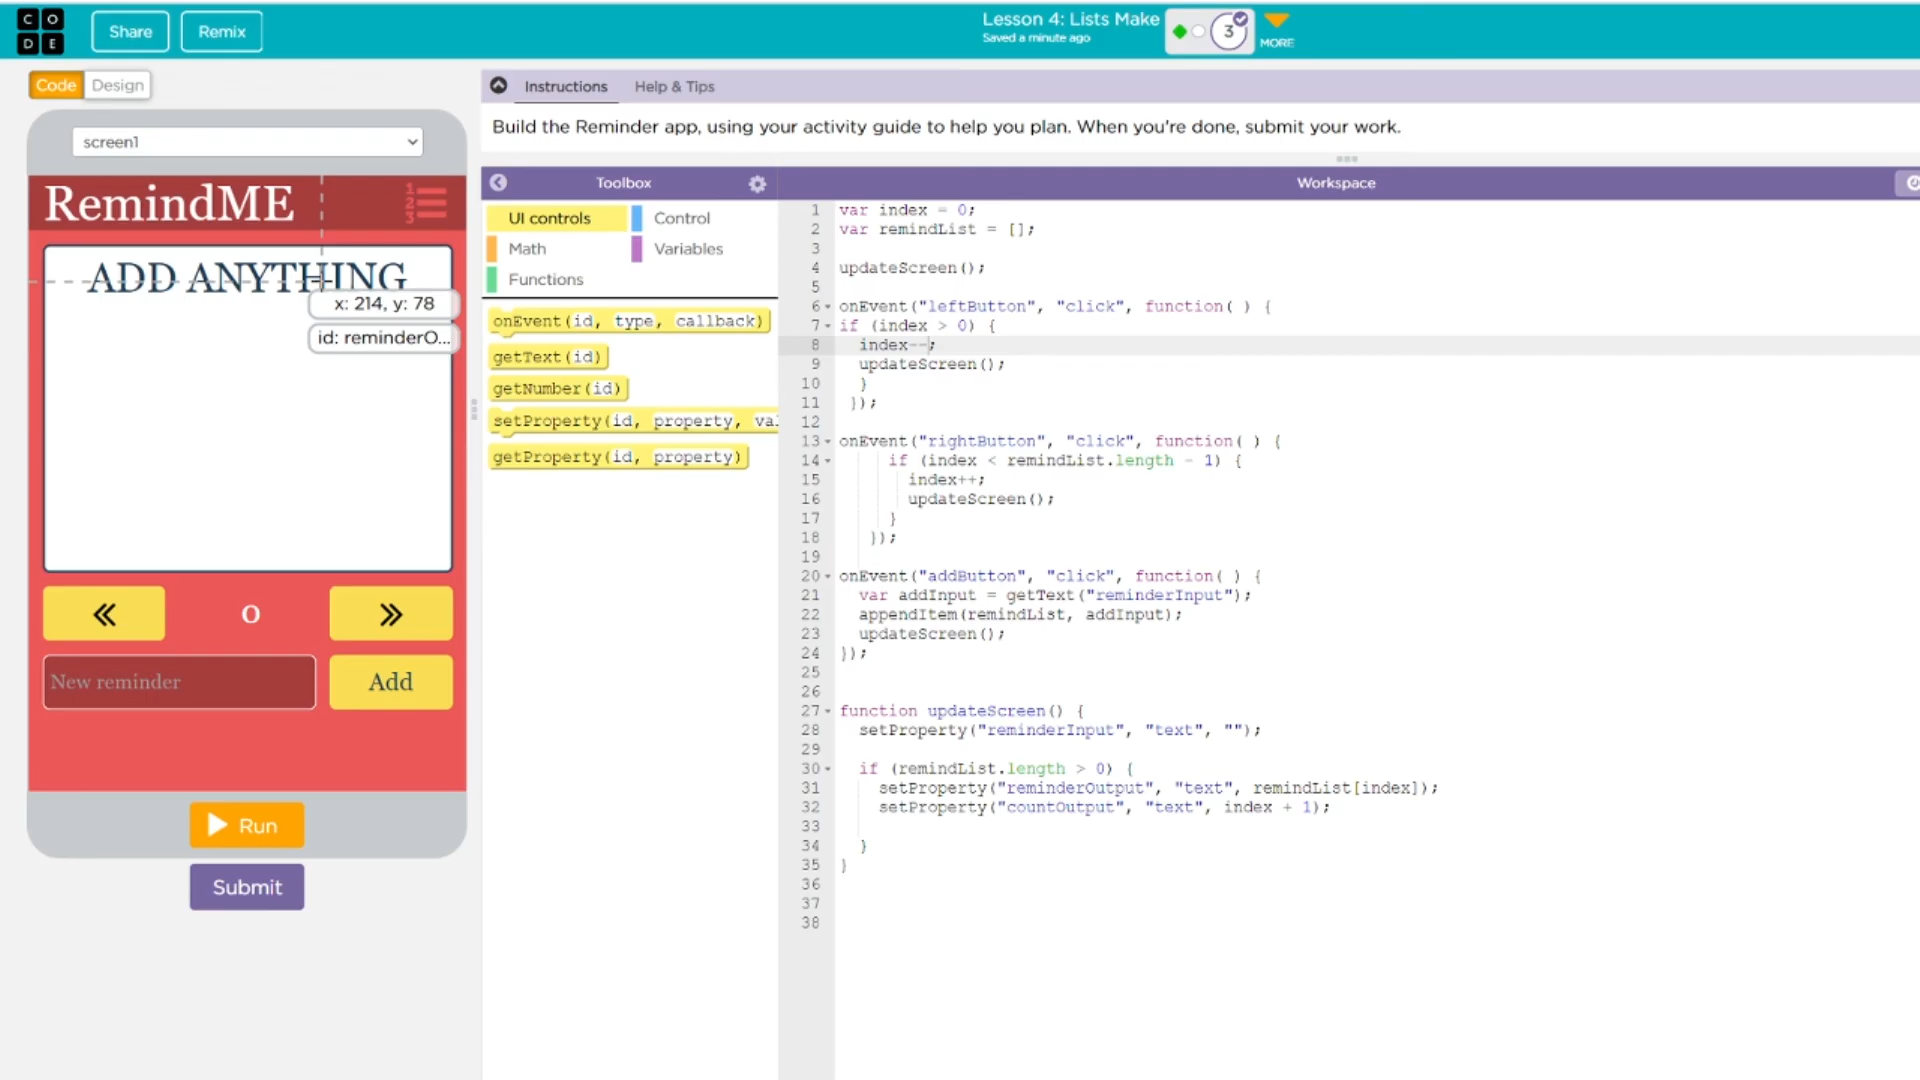 CODE
Share
Remix
Lesson 4: Lists Make
Saved a minute ago
3
MORE
Code
Design
Instructions
Help & Tips
Build the Reminder app, using your activity guide to help you plan. When you're done, submit your work.
screen1
RemindME
1
2
3
ADD ANYTHING
x: 214, y: 78
id: reminderO...
0
New reminder
Add
Run
Submit
Toolbox
UI controls
Control
Math
Variables
Functions
onEvent(id, type, callback)
getText(id)
getNumber(id)
setProperty(id, property, val
getProperty(id, property)
Workspace
1 var index = 0;
2 var remindList = [];
3
4 updateScreen();
5
6 onEvent("leftButton", "click", function( ) {
7 if (index > 0) {
8 index--;
9 updateScreen();
10 }
11 });
12
13 onEvent("rightButton", "click", function( ) {
14 if (index < remindList.length - 1) {
15 index++;
16 updateScreen();
17 }
18 });
19
20 onEvent("addButton", "click", function( ) {
21 var addInput = getText("reminderInput");
22 appendItem(remindList, addInput);
23 updateScreen();
24 });
25
26
27 function updateScreen() {
28 setProperty("reminderInput", "text", "");
29
30 if (remindList.length > 0) {
31 setProperty("reminderOutput", "text", remindList[index]);
32 setProperty("countOutput", "text", index + 1);
33
34 }
35 }
36
37
38